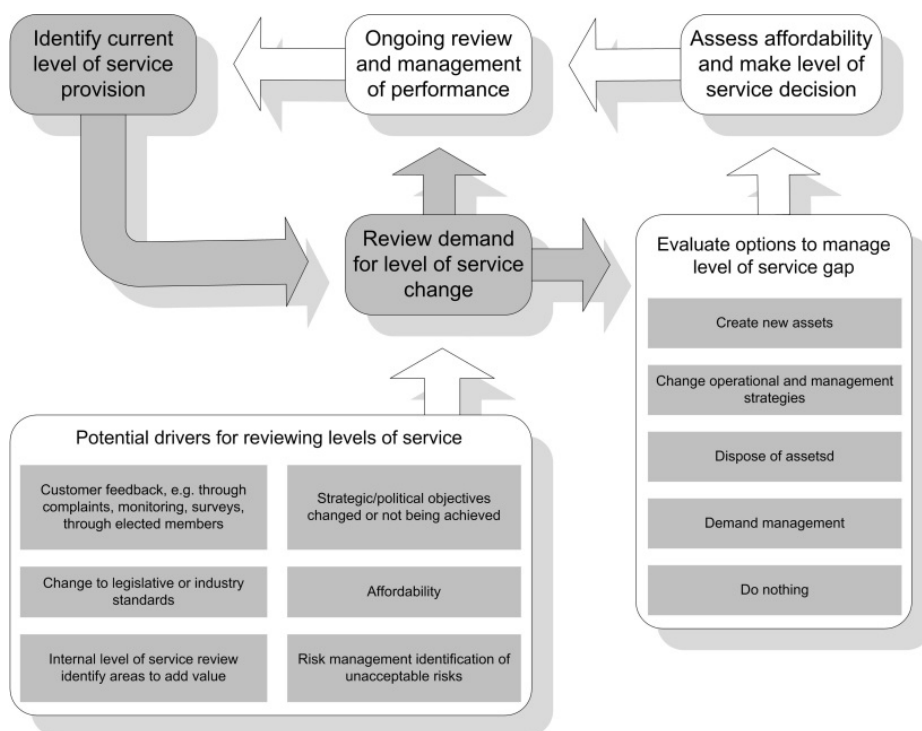 Identify current
level of service
provision
Ongoing review
and management
of performance
Assess affordability
and make level of
service decision
Review demand
for level of service
change
Evaluate options to manage
level of service gap
Create new assets
Change operational and management
strategies
Dispose of assetsd
Demand management
Do nothing
Potential drivers for reviewing levels of service
Customer feedback, e.g. through
complaints, monitoring, surveys,
through elected members
Strategic/political objectives
changed or not being achieved
Change to legislative or industry
standards
Affordability
Internal level of service review
identify areas to add value
Risk management identification of
unacceptable risks